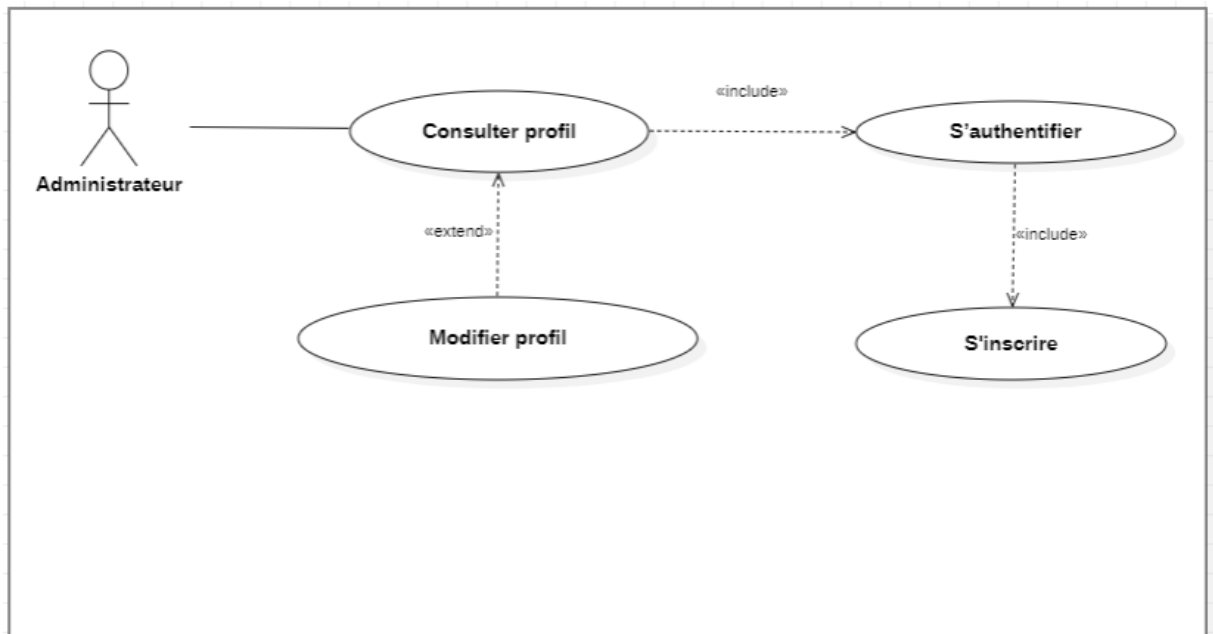 «include»
Consulter profil
S'authentifier
Administrateur
«extend»
«include»
Modifier profil
S'inscrire